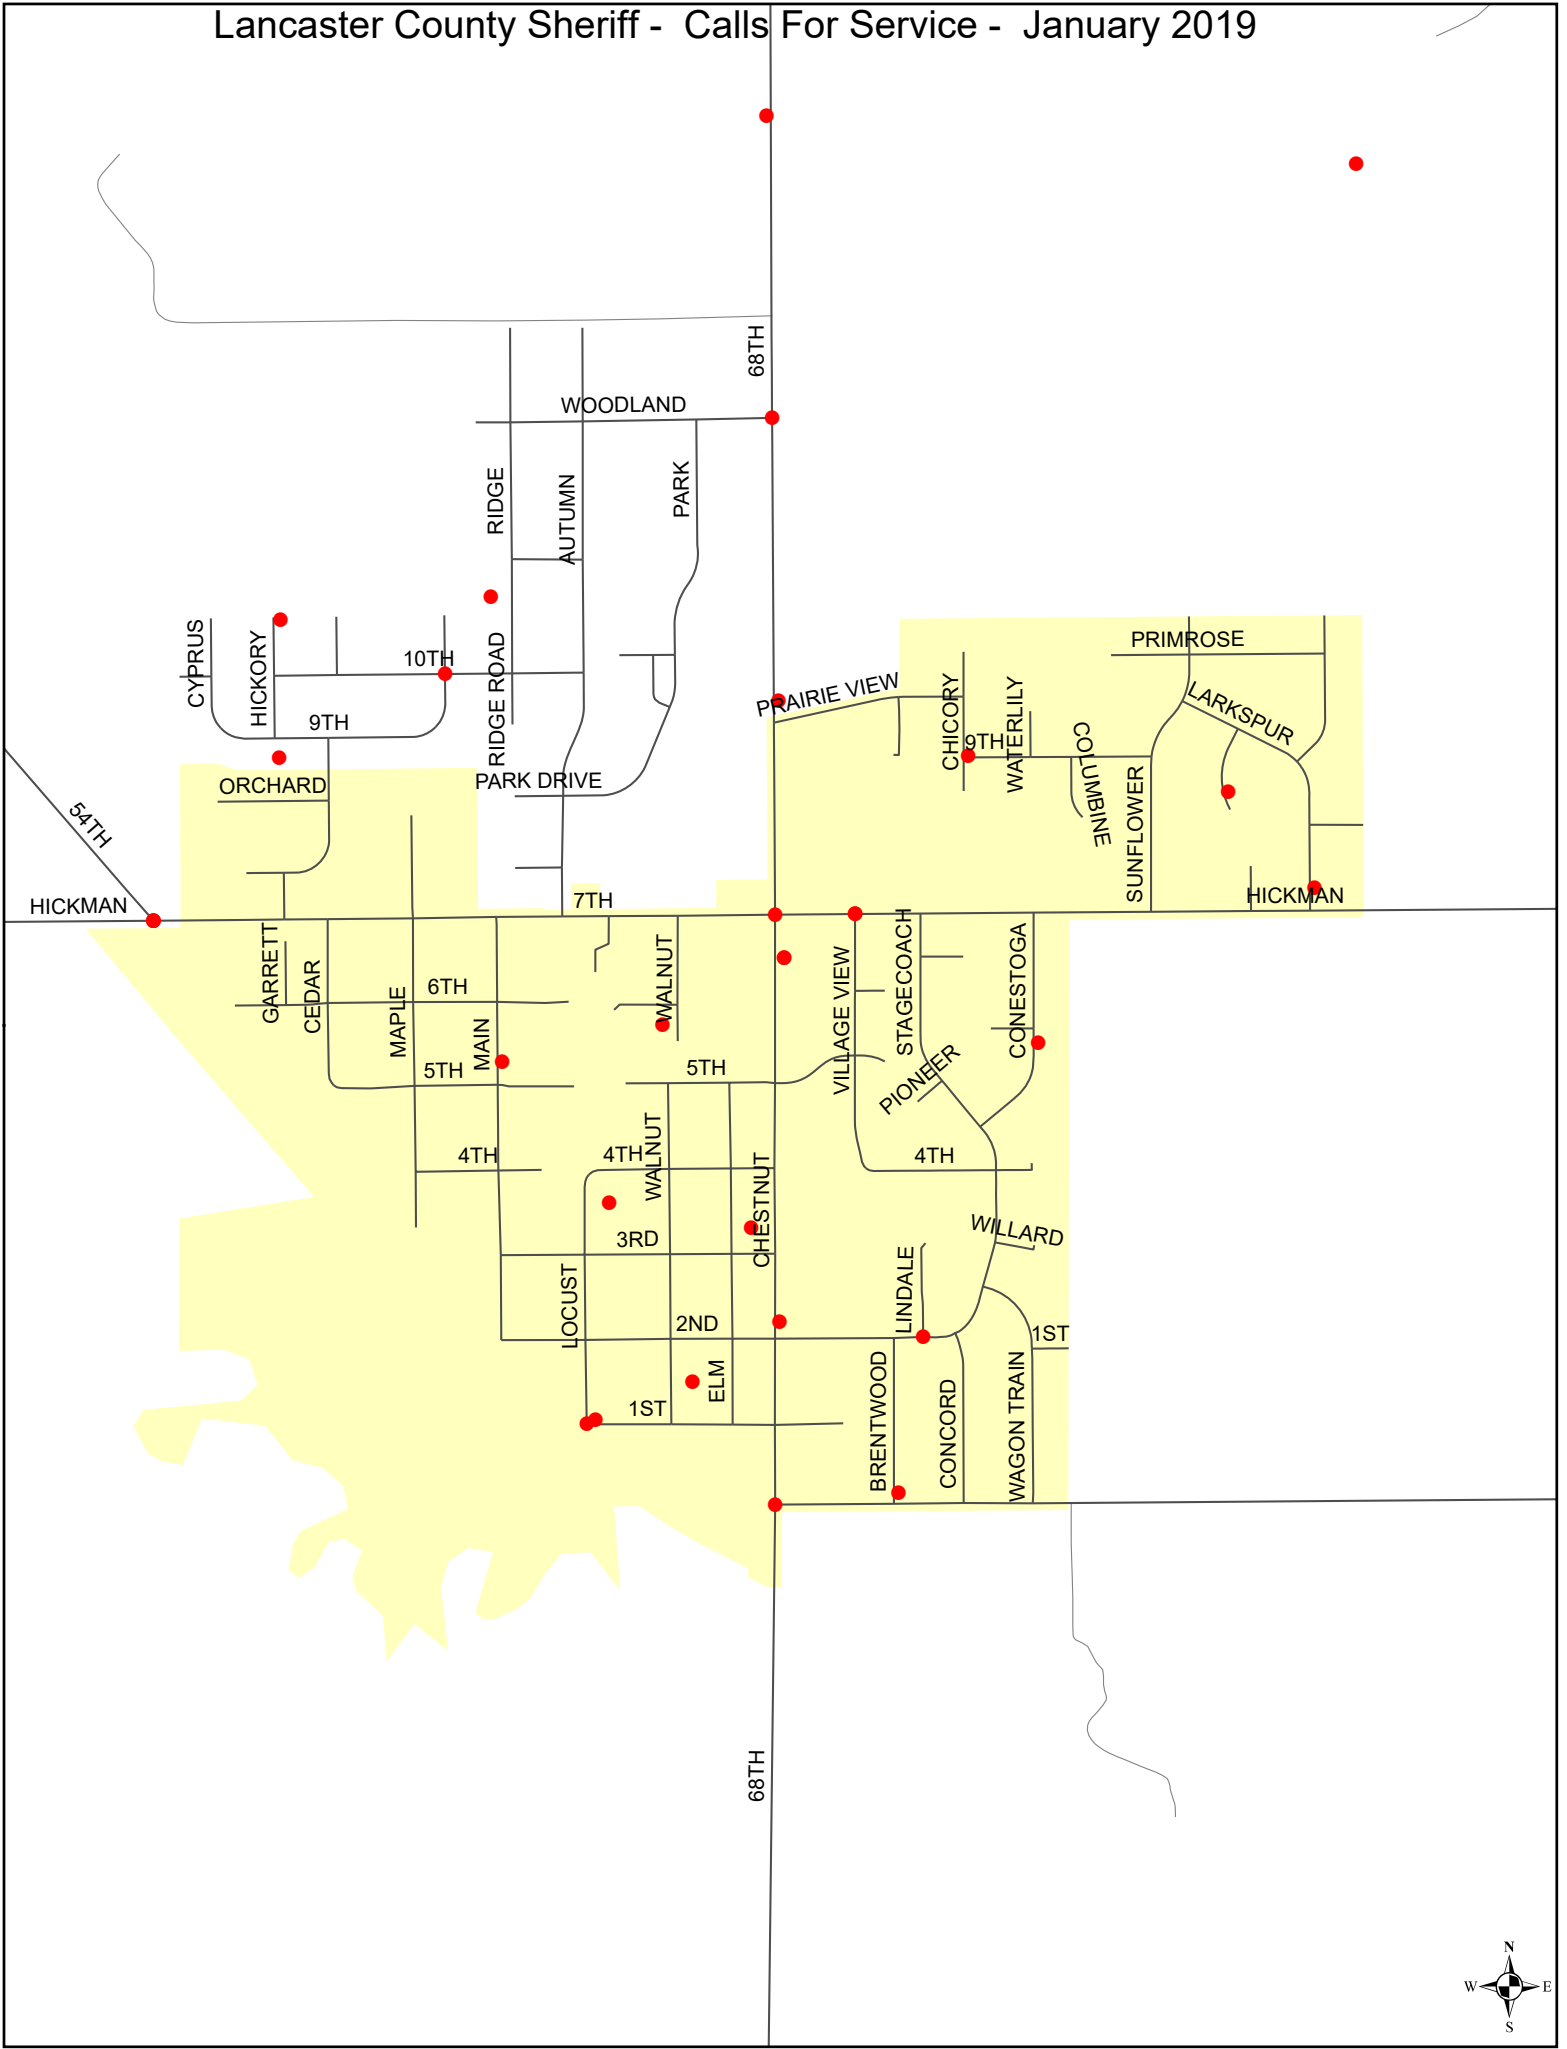 Lancaster County Sheriff -  Calls For Service -  January 2019
68TH
WOODLAND
RIDGE
AUTUMN
PARK
CYPRUS
HICKORY
10TH
RIDGE ROAD
9TH
PRIMROSE
PRAIRIE VIEW
CHICORY
WATERLILY
LARKSPUR
9TH
COLUMBINE
SUNFLOWER
ORCHARD
PARK DRIVE
54TH
HICKMAN
7TH
HICKMAN
GARRETT
CEDAR
6TH
MAPLE
MAIN
WALNUT
VILLAGE VIEW
STAGECOACH
CONESTOGA
5TH
5TH
PIONEER
4TH
4TH
WALNUT
CHESTNUT
4TH
WILLARD
3RD
LOCUST
LINDALE
2ND
1ST
ELM
1ST
BRENTWOOD
CONCORD
WAGON TRAIN
68TH
N
W
E
S